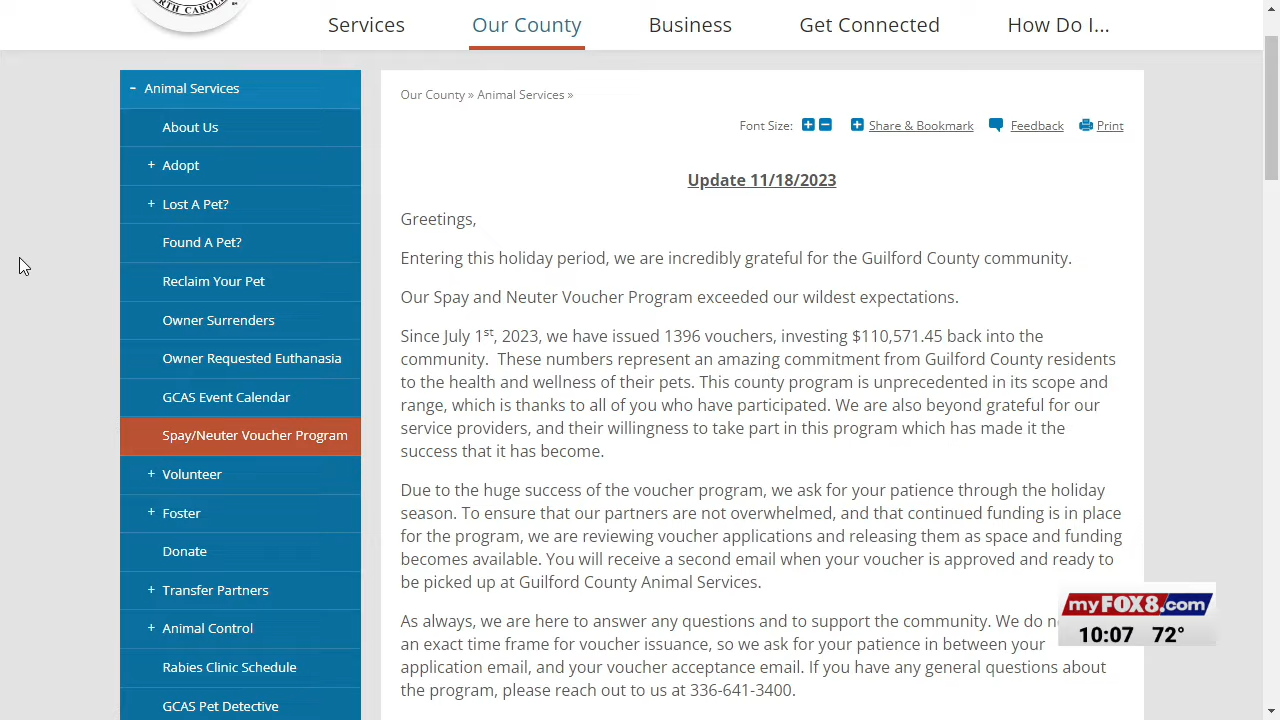 NORTH CAROLINA
Services
Our County
Business
Get Connected
How Do I...
- Animal Services
About Us
+ Adopt
+ Lost A Pet?
Found A Pet?
Reclaim Your Pet
Owner Surrenders
Owner Requested Euthanasia
GCAS Event Calendar
Spay/Neuter Voucher Program
+ Volunteer
+ Foster
Donate
+ Transfer Partners
+ Animal Control
Rabies Clinic Schedule
GCAS Pet Detective
Our County » Animal Services »
Font Size: + - + Share & Bookmark Feedback Print
Update 11/18/2023
Greetings,
Entering this holiday period, we are incredibly grateful for the Guilford County community.
Our Spay and Neuter Voucher Program exceeded our wildest expectations.
Since July 1st, 2023, we have issued 1396 vouchers, investing $110,571.45 back into the
community. These numbers represent an amazing commitment from Guilford County residents
to the health and wellness of their pets. This county program is unprecedented in its scope and
range, which is thanks to all of you who have participated. We are also beyond grateful for our
service providers, and their willingness to take part in this program which has made it the
success that it has become.
Due to the huge success of the voucher program, we ask for your patience through the holiday
season. To ensure that our partners are not overwhelmed, and that continued funding is in place
for the program, we are reviewing voucher applications and releasing them as space and funding
becomes available. You will receive a second email when your voucher is approved and ready to
be picked up at Guilford County Animal Services.
As always, we are here to answer any questions and to support the community. We do
an exact time frame for voucher issuance, so we ask for your patience in between your
application email, and your voucher acceptance email. If you have any general questions about
the program, please reach out to us at 336-641-3400.
myFOX8.com
10:07 72°